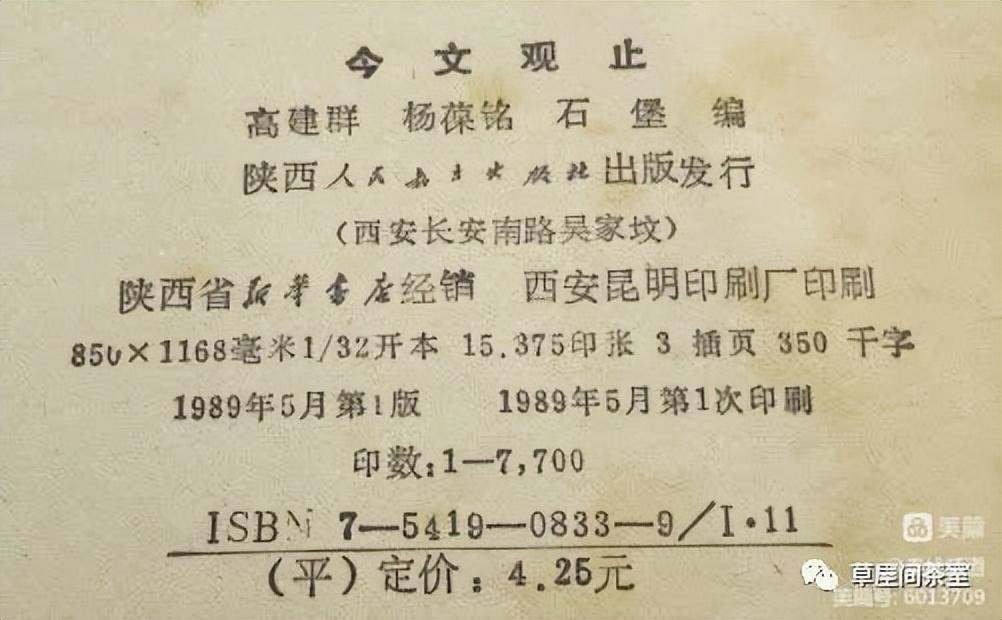 今文观止
高建群 杨葆铭 石堡 编
陕西人民教育出版社出版发行
（西安长安南路吴家坟）
陕西省新华书店经销 西安昆明印刷厂印刷
850×1168毫米1/32开本 15.375印张 3 插页 350 千字
1989年5月第1版 1989年5月第1次印刷
印数：1—7,700
ISBN 7—5419—0833—9/I·11
（平）定价：4.25元
美篇
草屋间茶室
美篇号: 6013709